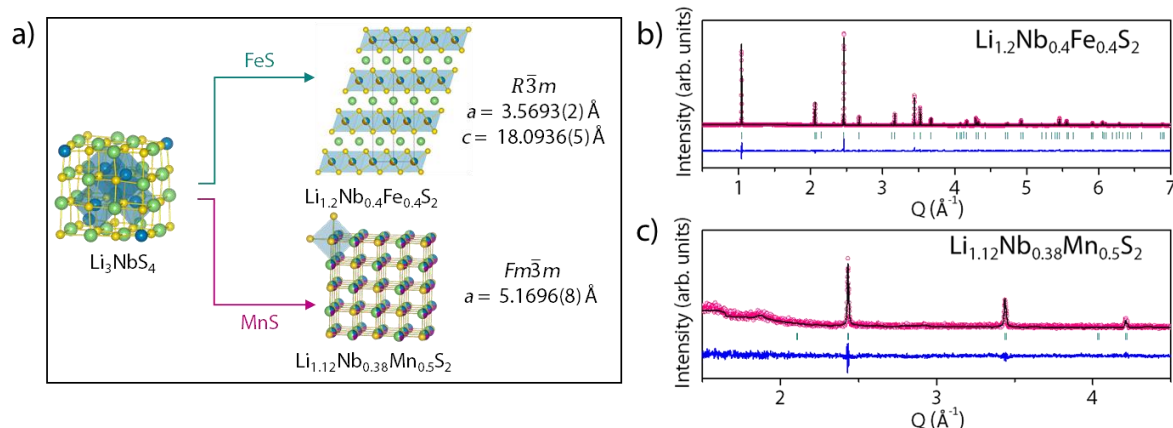 a)
FeS
R3̄m
a = 3.5693(2) Å
c = 18.0936(5) Å
Li₁.₂Nb₀.₄Fe₀.₄S₂
Li₃NbS₄
Fm3̄m
a = 5.1696(8) Å
MnS
Li₁.₁₂Nb₀.₃₈Mn₀.₅S₂
b)
Li₁.₂Nb₀.₄Fe₀.₄S₂
Intensity (arb. units)
1 2 3 4 5 6 7
Q (Å⁻¹)
c)
Li₁.₁₂Nb₀.₃₈Mn₀.₅S₂
Intensity (arb. units)
2 3 4
Q (Å⁻¹)